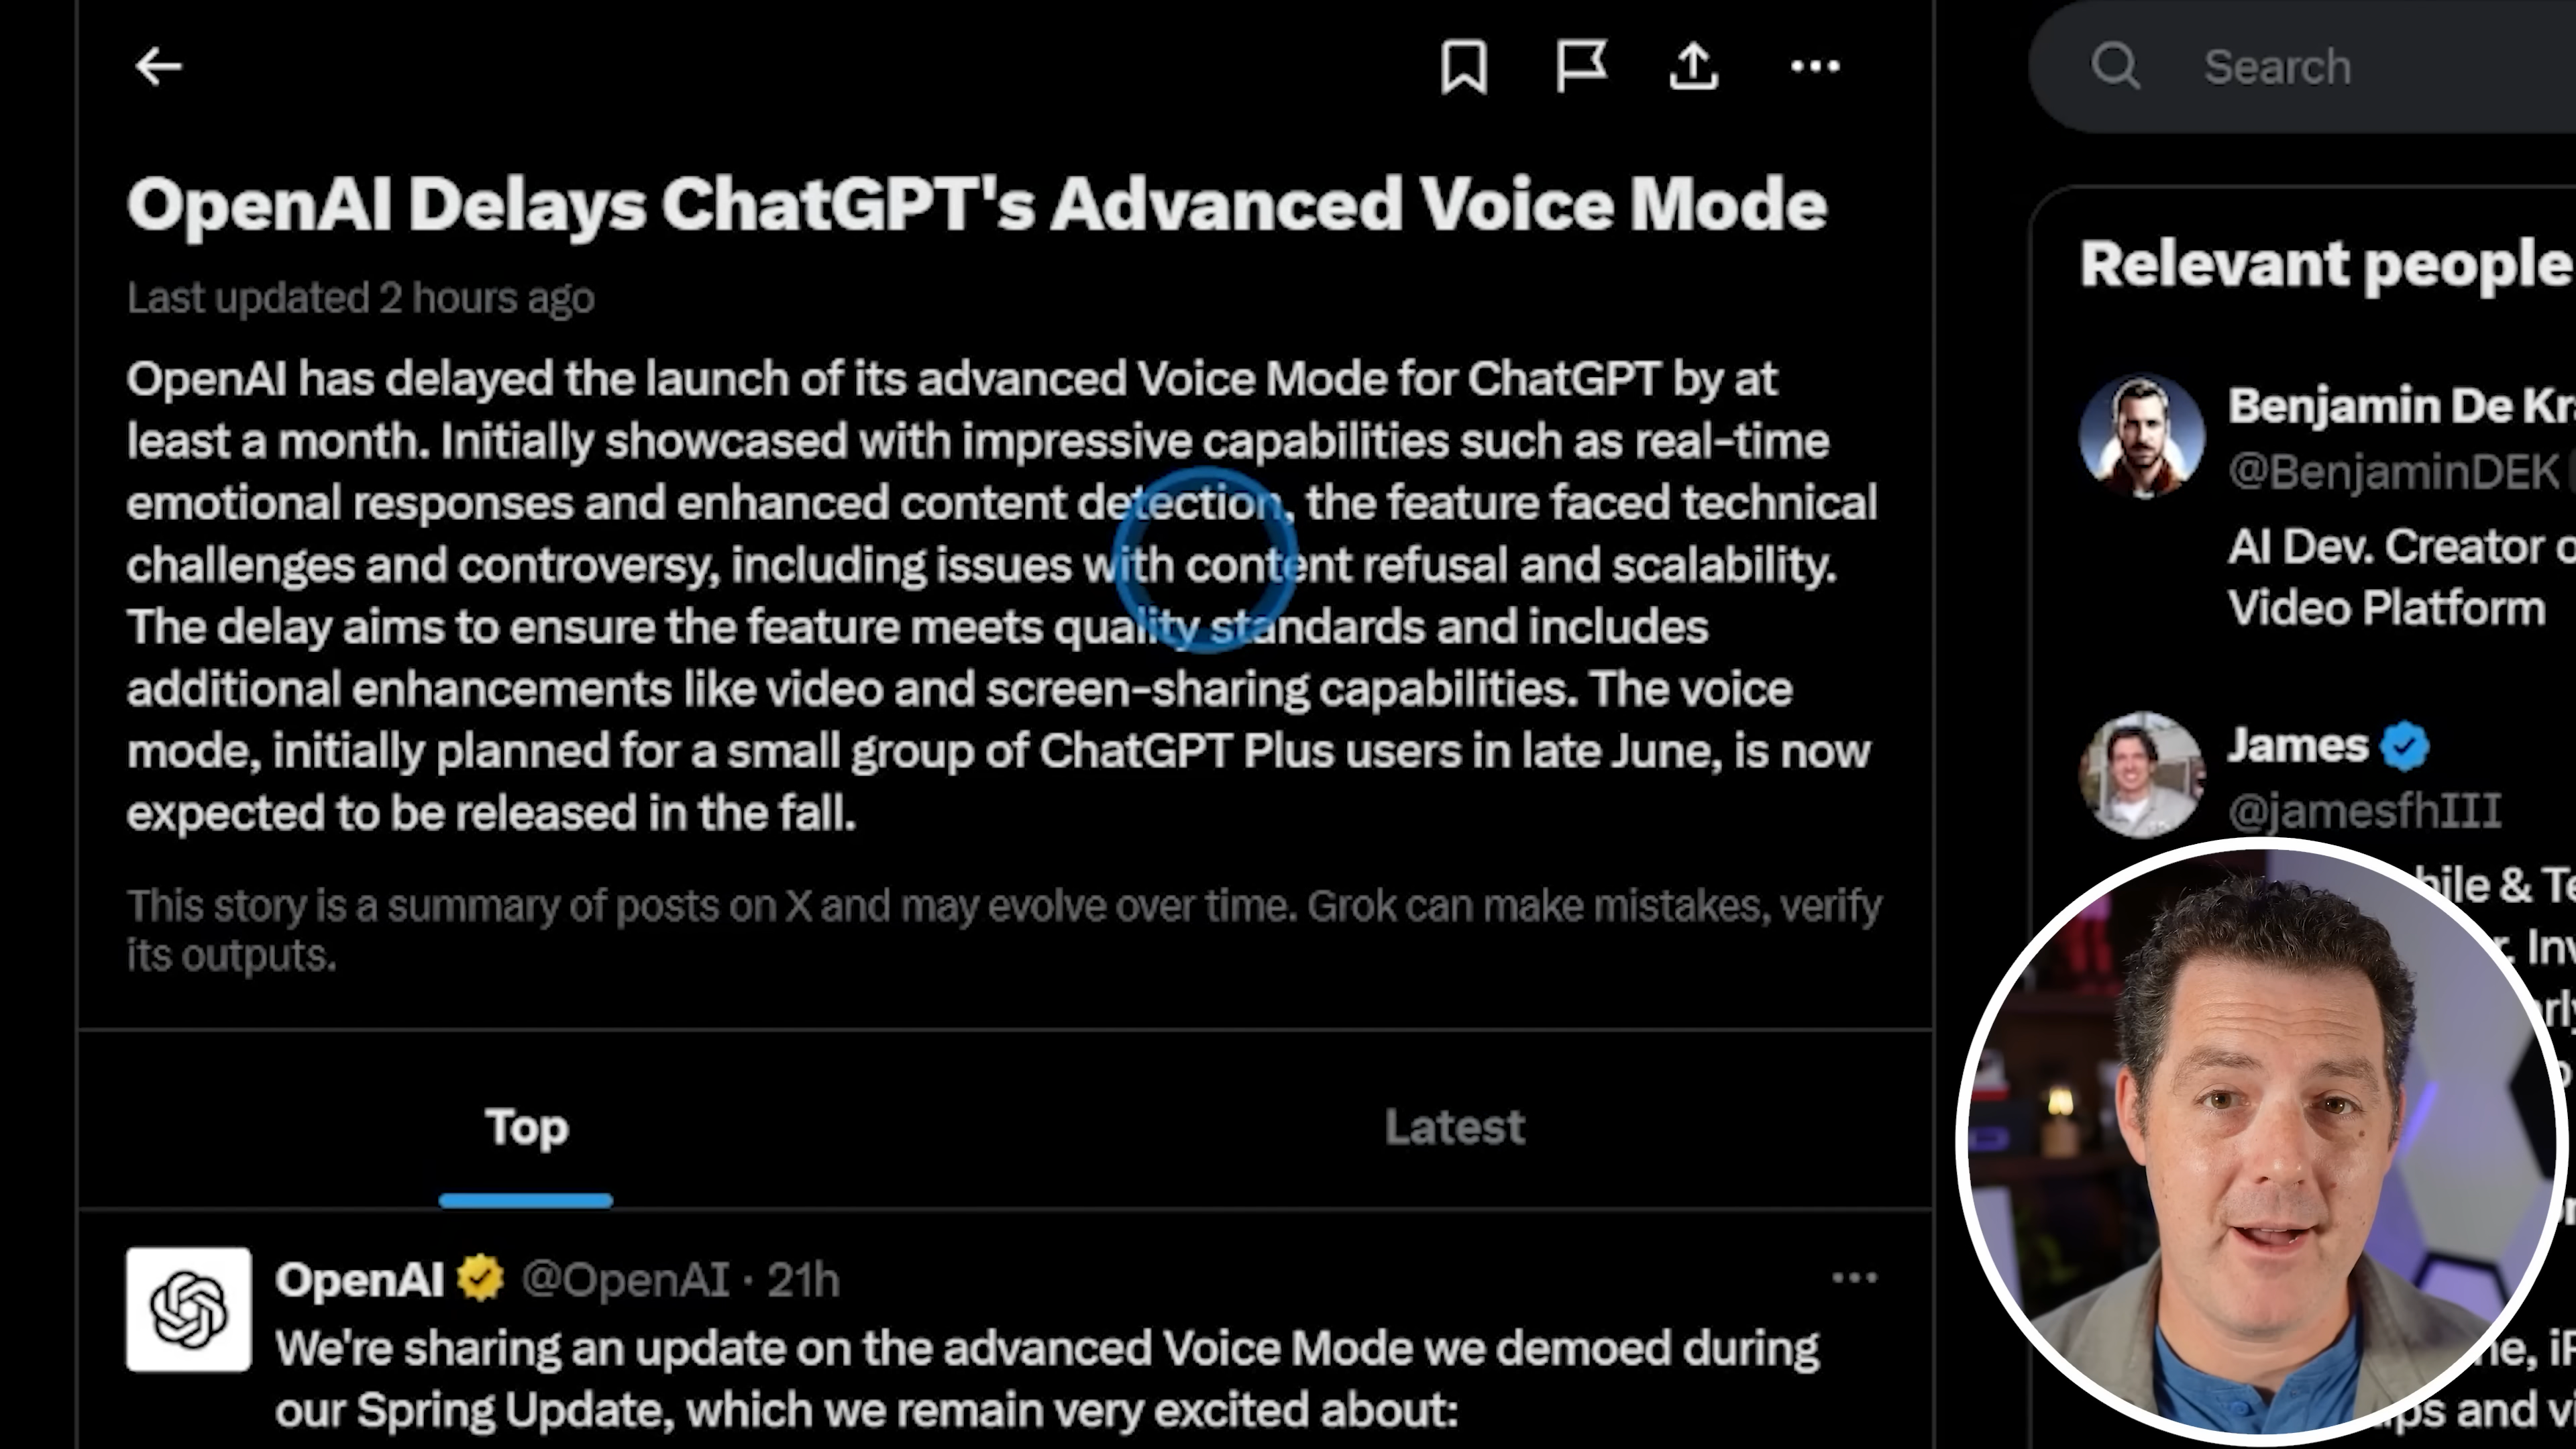 Search
OpenAI Delays ChatGPT's Advanced Voice Mode
Last updated 2 hours ago
OpenAI has delayed the launch of its advanced Voice Mode for ChatGPT by at
least a month. Initially showcased with impressive capabilities such as real-time
emotional responses and enhanced content detection, the feature faced technical
challenges and controversy, including issues with content refusal and scalability.
The delay aims to ensure the feature meets quality standards and includes
additional enhancements like video and screen-sharing capabilities. The voice
mode, initially planned for a small group of ChatGPT Plus users in late June, is now
expected to be released in the fall.
This story is a summary of posts on X and may evolve over time. Grok can make mistakes, verify
its outputs.
Top
Latest
OpenAI @OpenAI · 21h
We're sharing an update on the advanced Voice Mode we demoed during
our Spring Update, which we remain very excited about:
Relevant people
Benjamin De
@BenjaminDEK
AI Dev. Creator
Video Platform
James
@jamesfhIII
&
and